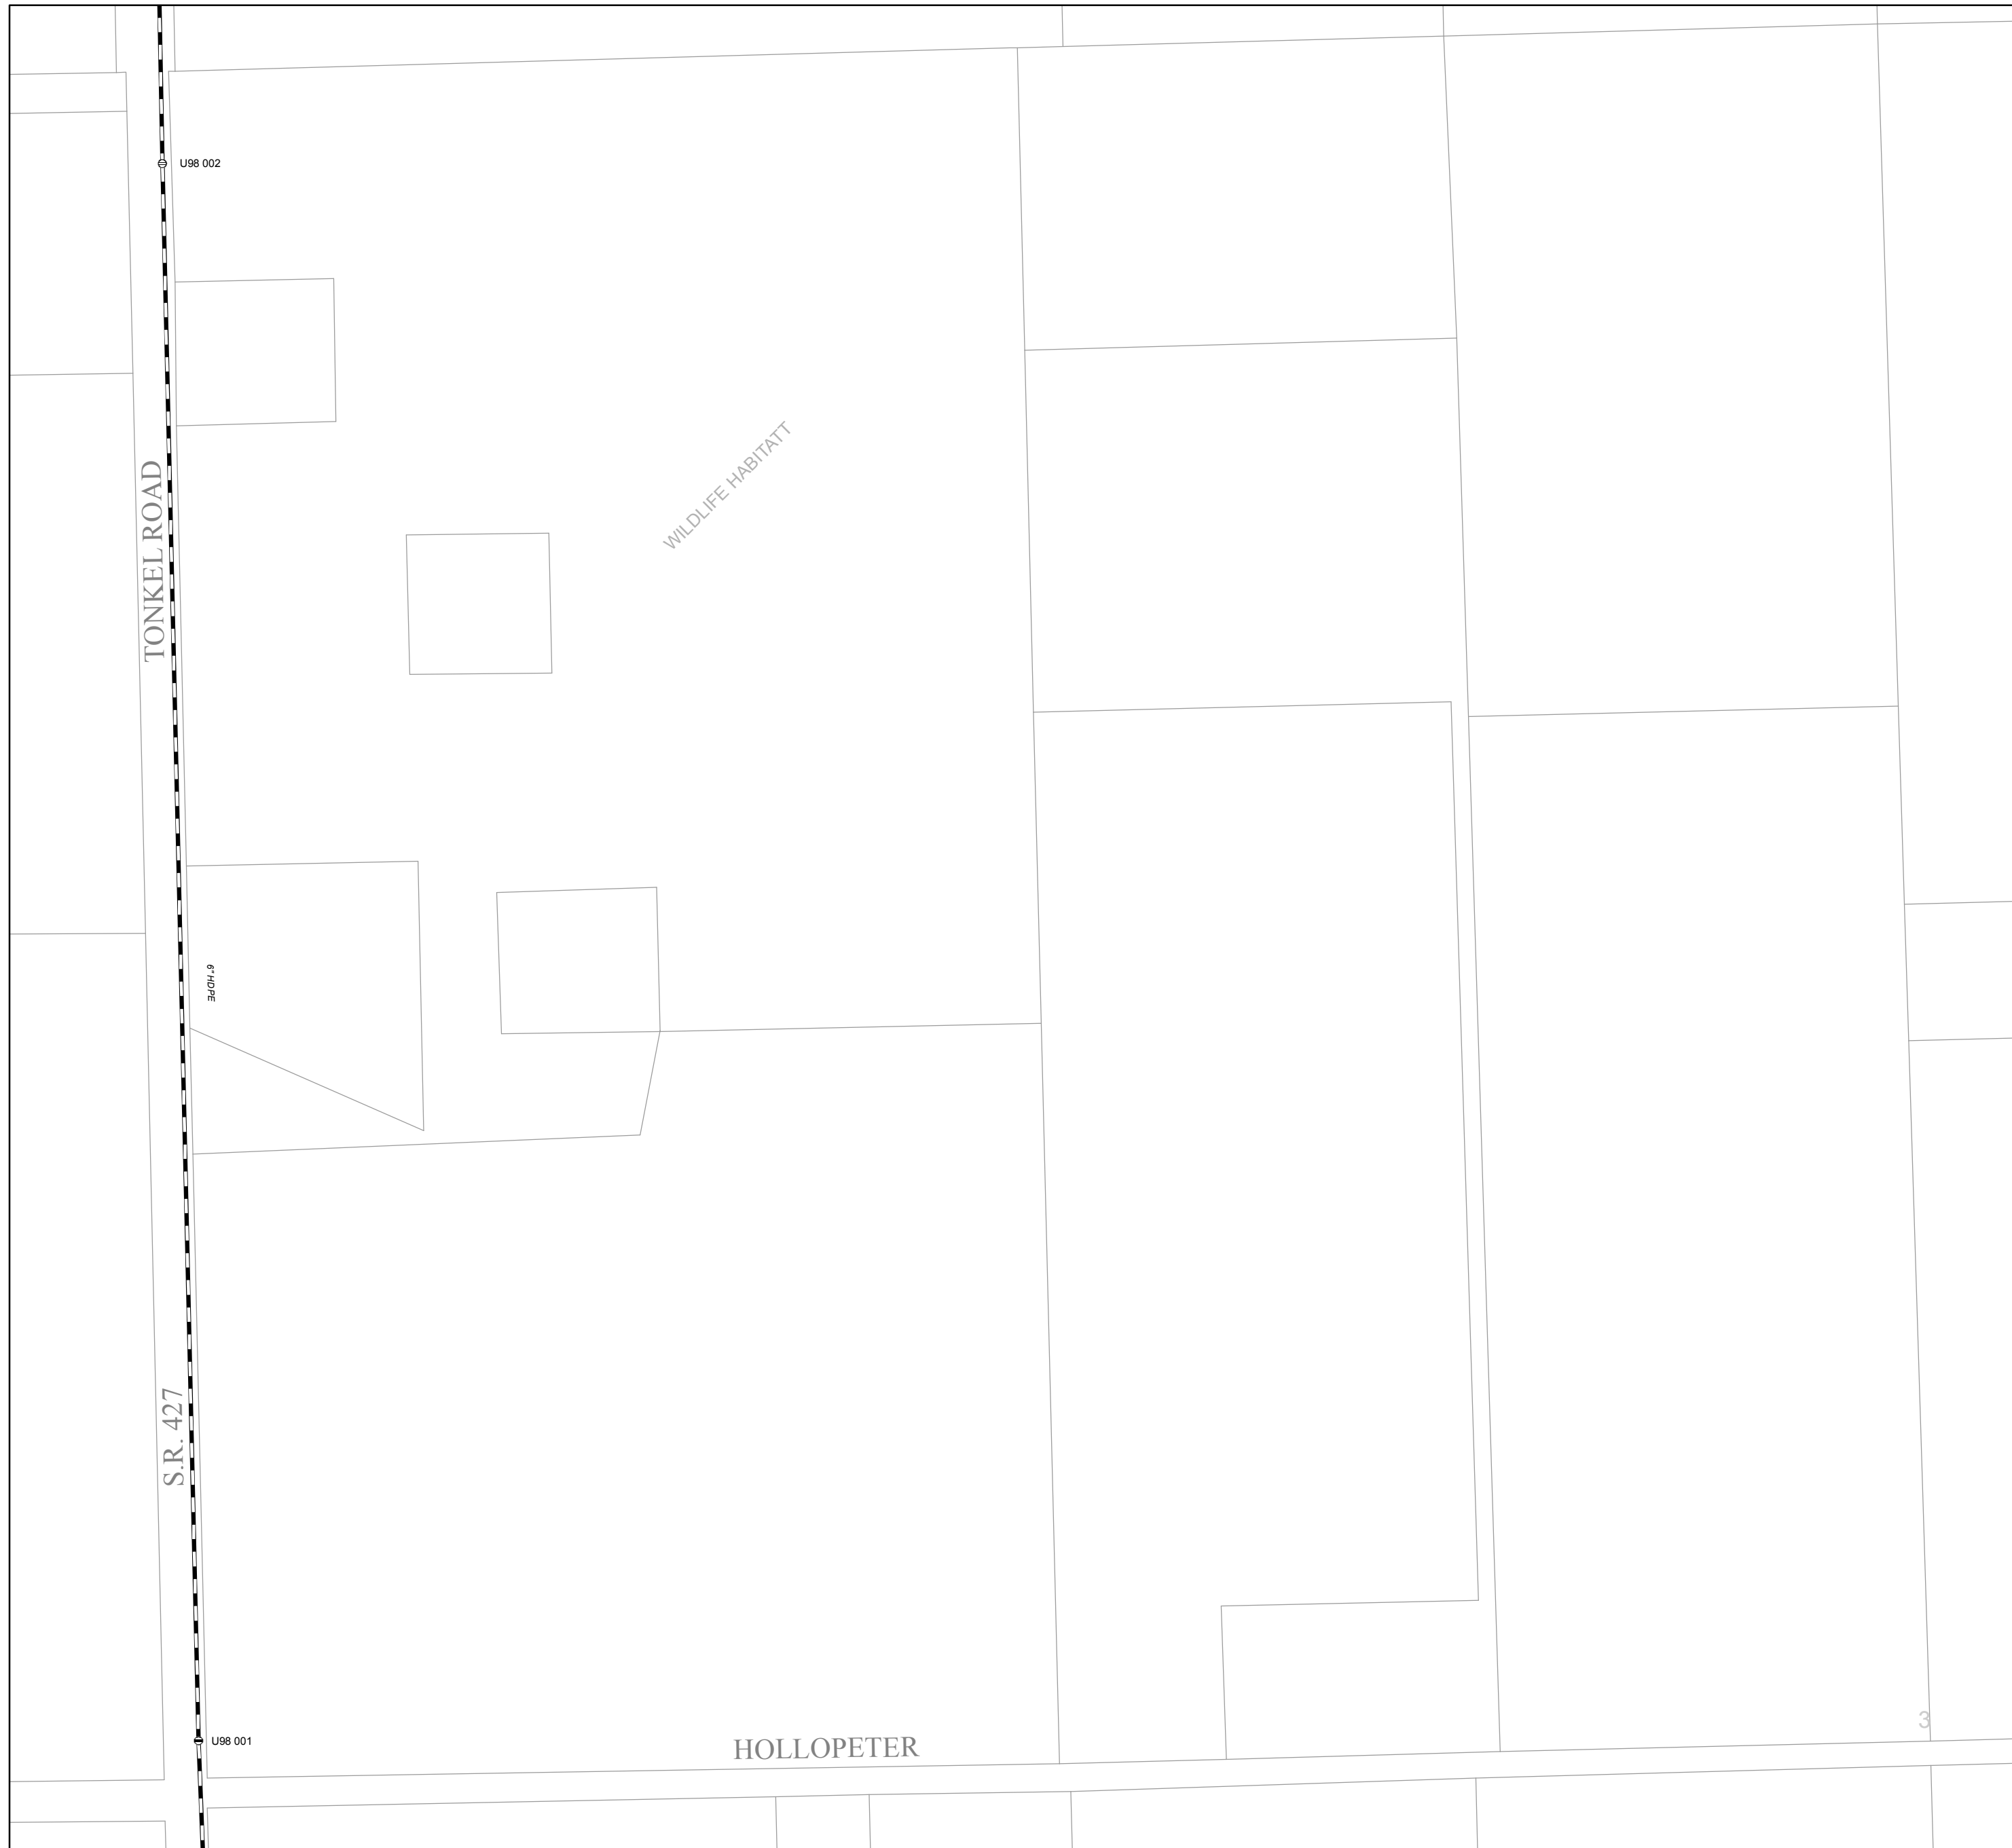 U98 002
WILDLIFE HABITATT
TONKEL ROAD
6" HDPE
S.R. 427
3
U98 001
HOLLOPETER